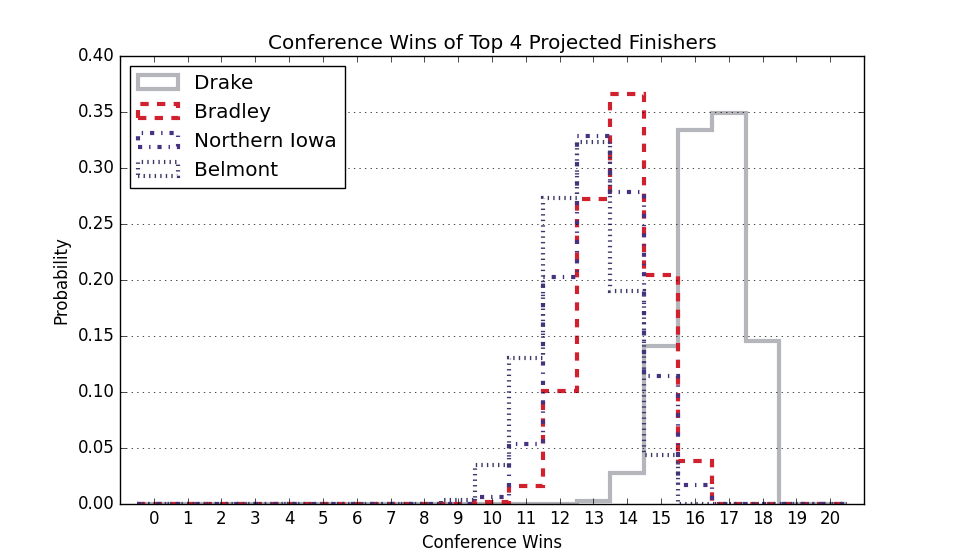 Conference Wins of Top 4 Projected Finishers
0.40
0.35
0.30
0.25
0.20
0.15
0.10
0.05
0.00
Probability
Drake
Bradley
Northern Iowa
Belmont
0 1 2 3 4 5 6 7 8 9 10 11 12 13 14 15 16 17 18 19 20
Conference Wins